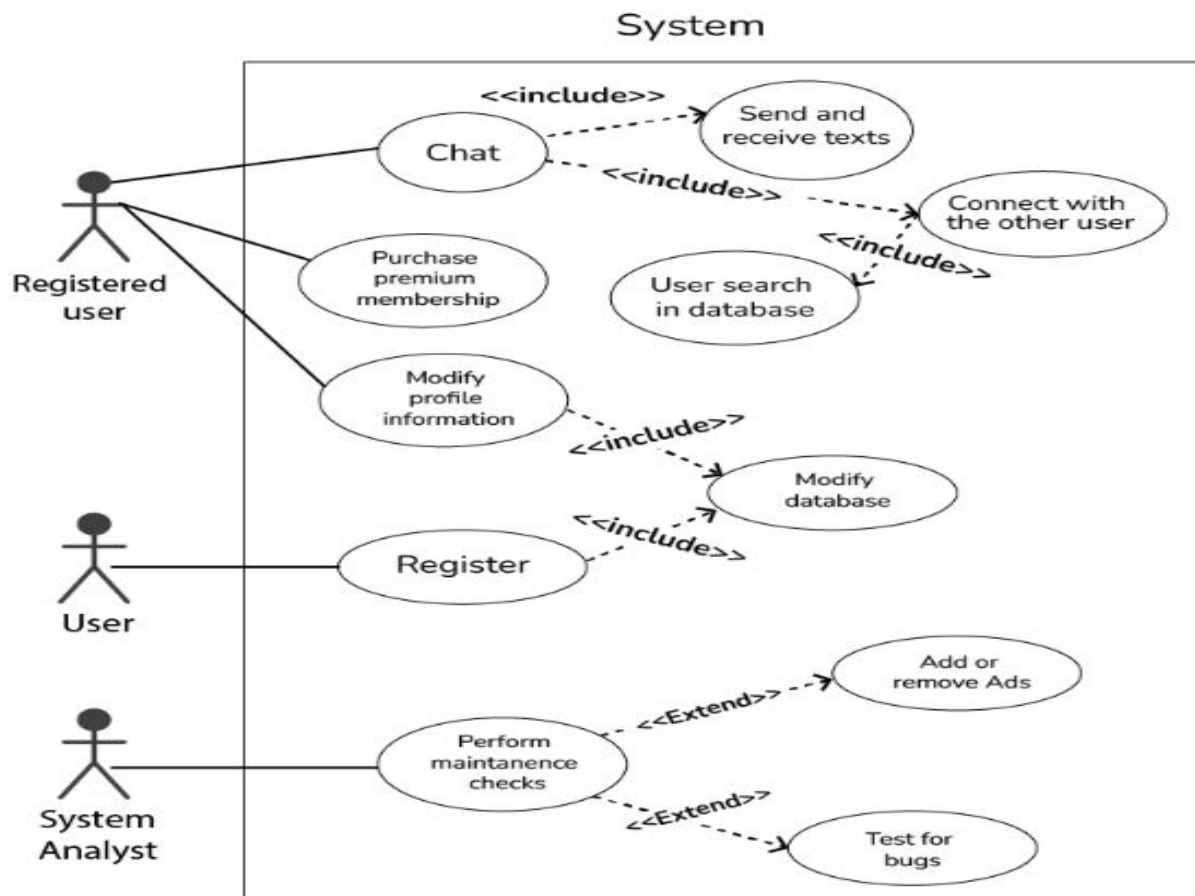 System
<<include>>
Send and
receive texts
Chat
<<include>>
Connect with
the other user
<<include>>
Registered
user
Purchase
premium
membership
User search
in database
Modify
profile
information
<<include>>
Modify
database
<<include>>
Register
User
Add or
remove Ads
<<Extend>>
Perform
maintanence
checks
<<Extend>>
System
Analyst
Test for
bugs